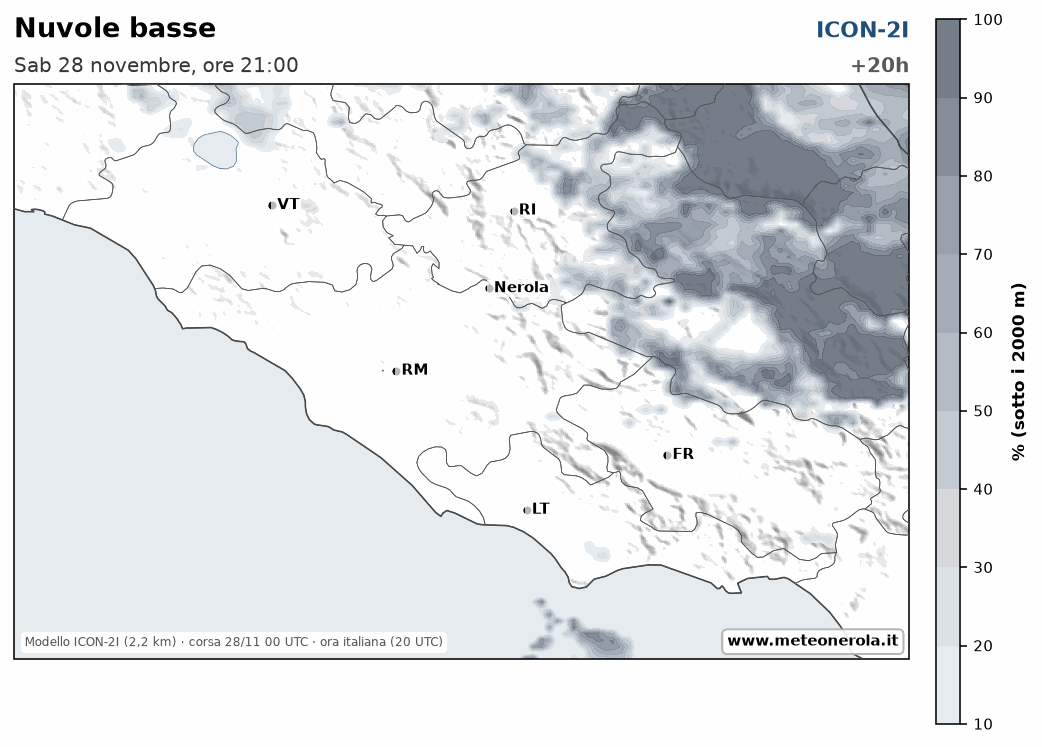 Nuvole basse
ICON-2I
Sab 28 novembre, ore 21:00
+20h
VT
RI
Nerola
RM
FR
LT
Modello ICON-2I (2,2 km) · corsa 28/11 00 UTC · ora italiana (20 UTC)
www.meteonerola.it
100
90
80
70
60
50
40
30
20
10
% (sotto i 2000 m)